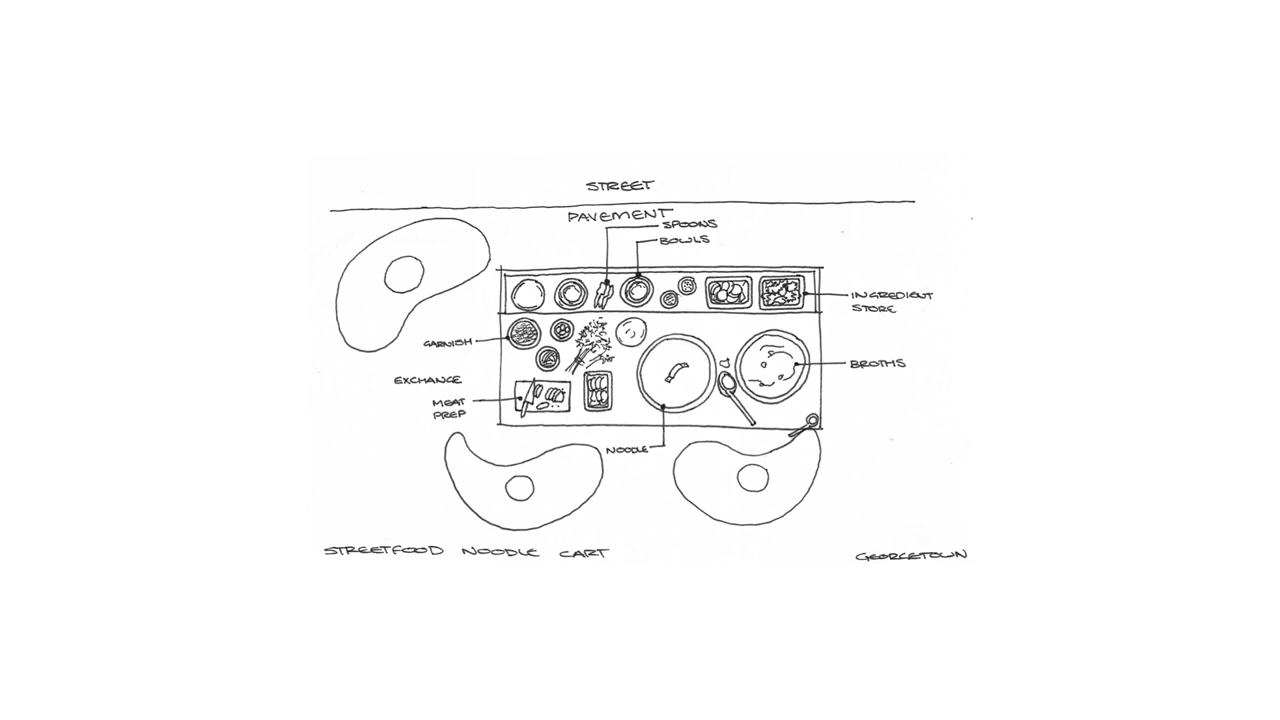 STREET
PAVEMENT
SPOONS
BOWLS
INGREDIENT
STORE
GARNISH
BROTHS
EXCHANGE
MEAT
PREP
NOODLE
STREETFOOD NOODLE CART
GEORGETOWN